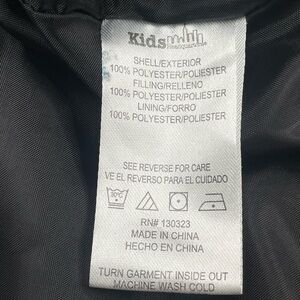 Kids
Headquarters
SHELL/EXTERIOR
100% POLYESTER/POLIESTER
FILLING/RELLENO
100% POLYESTER/POLIESTER
LINING/FORRO
100% POLYESTER/POLIESTER
SEE REVERSE FOR CARE
VE EL REVERSO PARA EL CUIDADO
30°C
RN# 130323
MADE IN CHINA
HECHO EN CHINA
TURN GARMENT INSIDE OUT
MACHINE WASH COLD